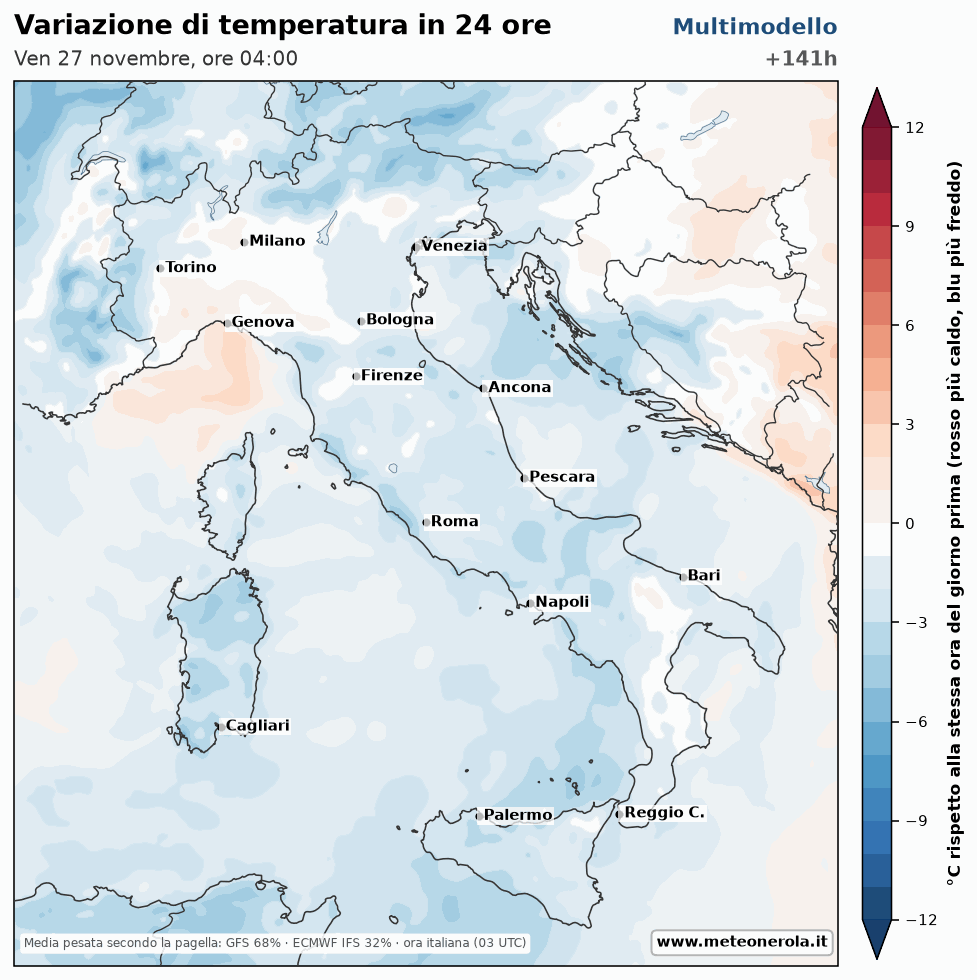 Variazione di temperatura in 24 ore
Multimodello
Ven 27 novembre, ore 04:00
+141h
Milano
Venezia
Torino
Genova
Bologna
Firenze
Ancona
Pescara
Roma
Bari
Napoli
Cagliari
Palermo
Reggio C.
12
9
6
3
0
−3
−6
−9
−12
°C rispetto alla stessa ora del giorno prima (rosso più caldo, blu più freddo)
Media pesata secondo la pagella: GFS 68% · ECMWF IFS 32% · ora italiana (03 UTC)
www.meteonerola.it